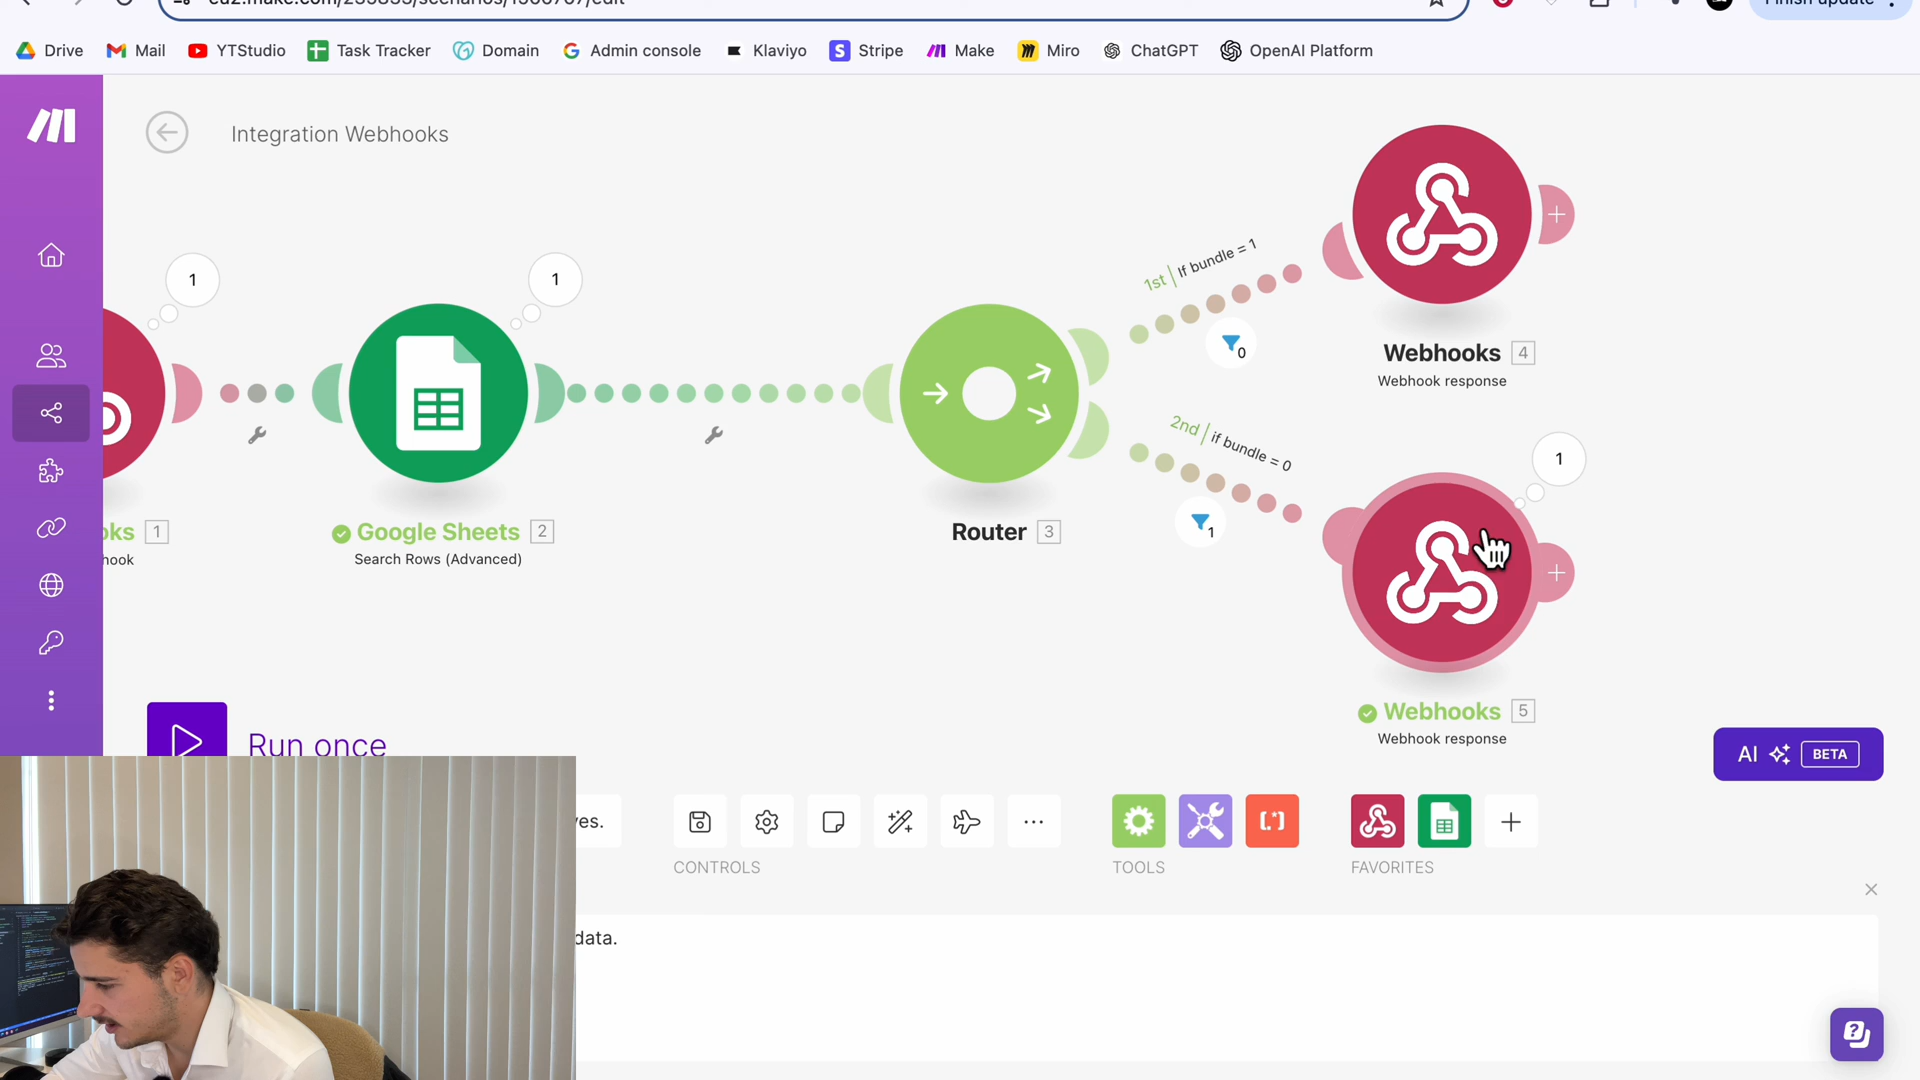 Finish update
Drive
Mail
YTStudio
Task Tracker
Domain
Admin console
Klaviyo
Stripe
Make
Miro
ChatGPT
OpenAI Platform
Integration Webhooks
1
1
1st | If bundle = 1
0
Webhooks 4
Webhook response
2nd | if bundle = 0
1
1
oks 1
hook
Google Sheets 2
Search Rows (Advanced)
Router 3
Webhooks 5
Webhook response
Run once
AI BETA
ves.
CONTROLS
TOOLS
FAVORITES
data.